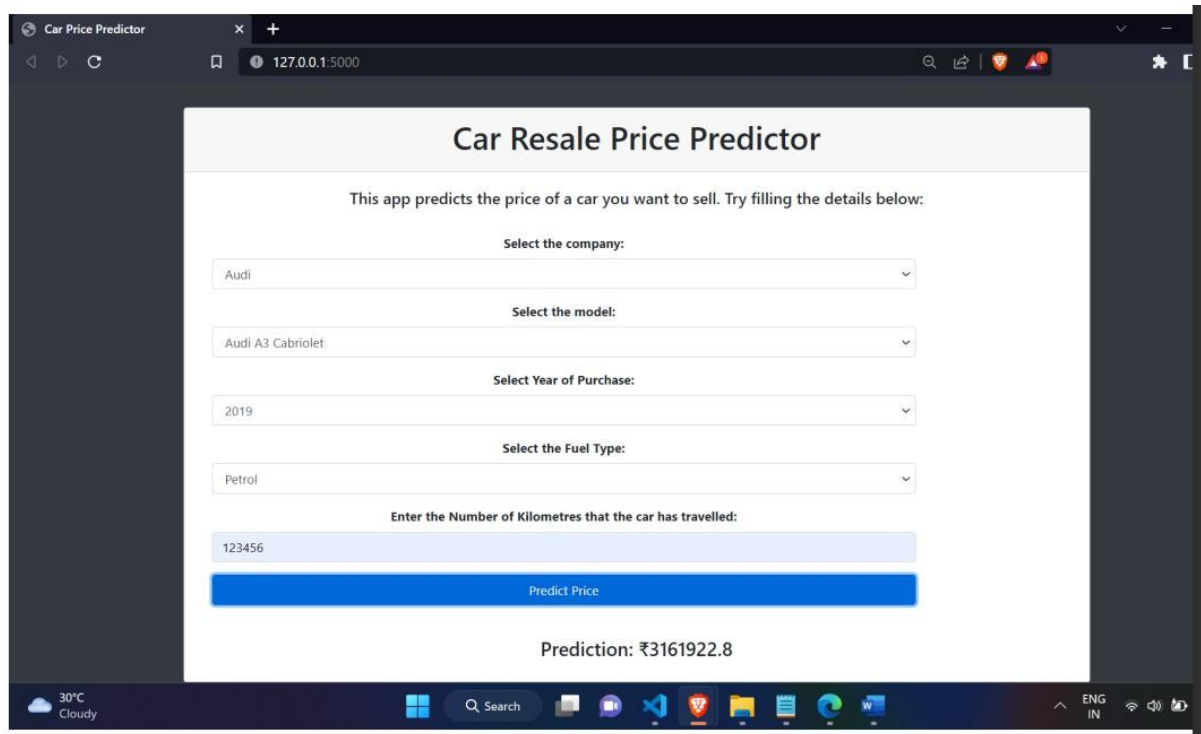 Car Price Predictor
127.0.0.1:5000
1
Car Resale Price Predictor
This app predicts the price of a car you want to sell. Try filling the details below:
Select the company:
Audi
Select the model:
Audi A3 Cabriolet
Select Year of Purchase:
2019
Select the Fuel Type:
Petrol
Enter the Number of Kilometres that the car has travelled:
123456
Predict Price
Prediction: ₹3161922.8
30°C
Cloudy
Search
W
ENG
IN